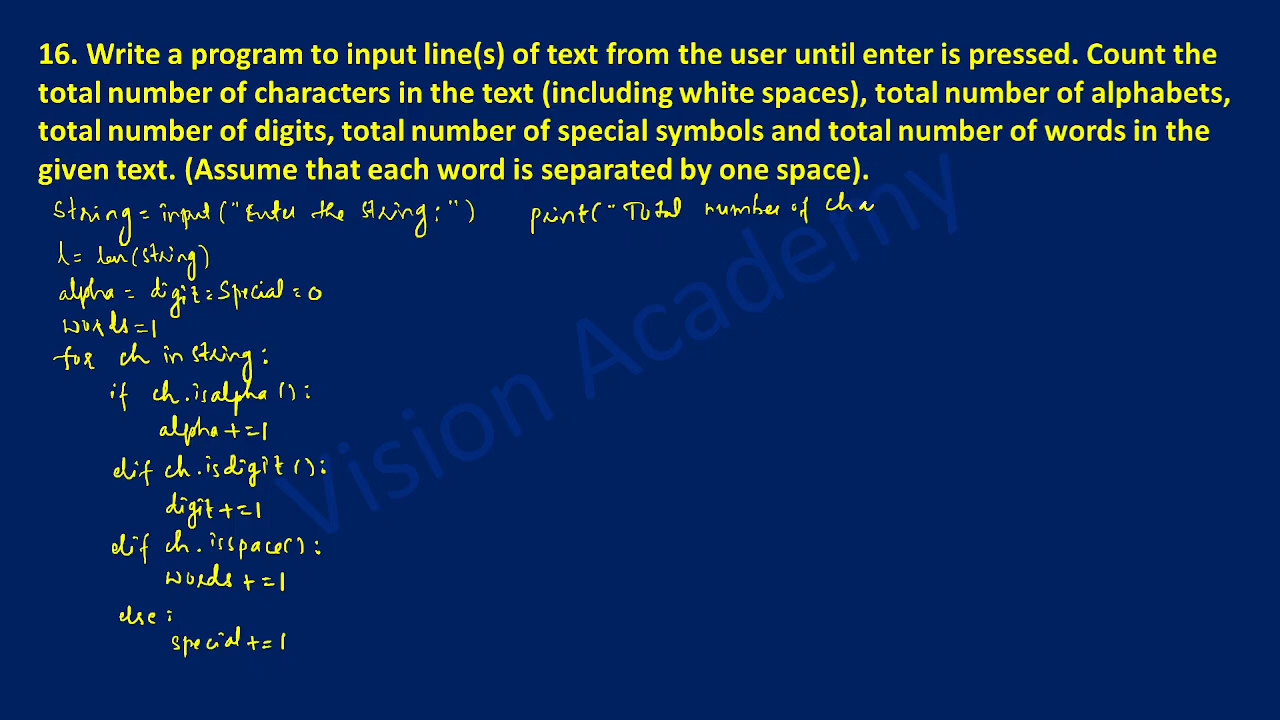 16. Write a program to input line(s) of text from the user until enter is pressed. Count the
total number of characters in the text (including white spaces), total number of alphabets,
total number of digits, total number of special symbols and total number of words in the
given text. (Assume that each word is separated by one space).
String = input ("Enter the string:")
l = len(string)
alpha = digit = special = 0
words = 1
for ch in string:
if ch.isalpha():
alpha += 1
elif ch.isdigit():
digit += 1
elif ch.isspace():
words += 1
else:
special += 1
print("Total number of cha
Vision Academy